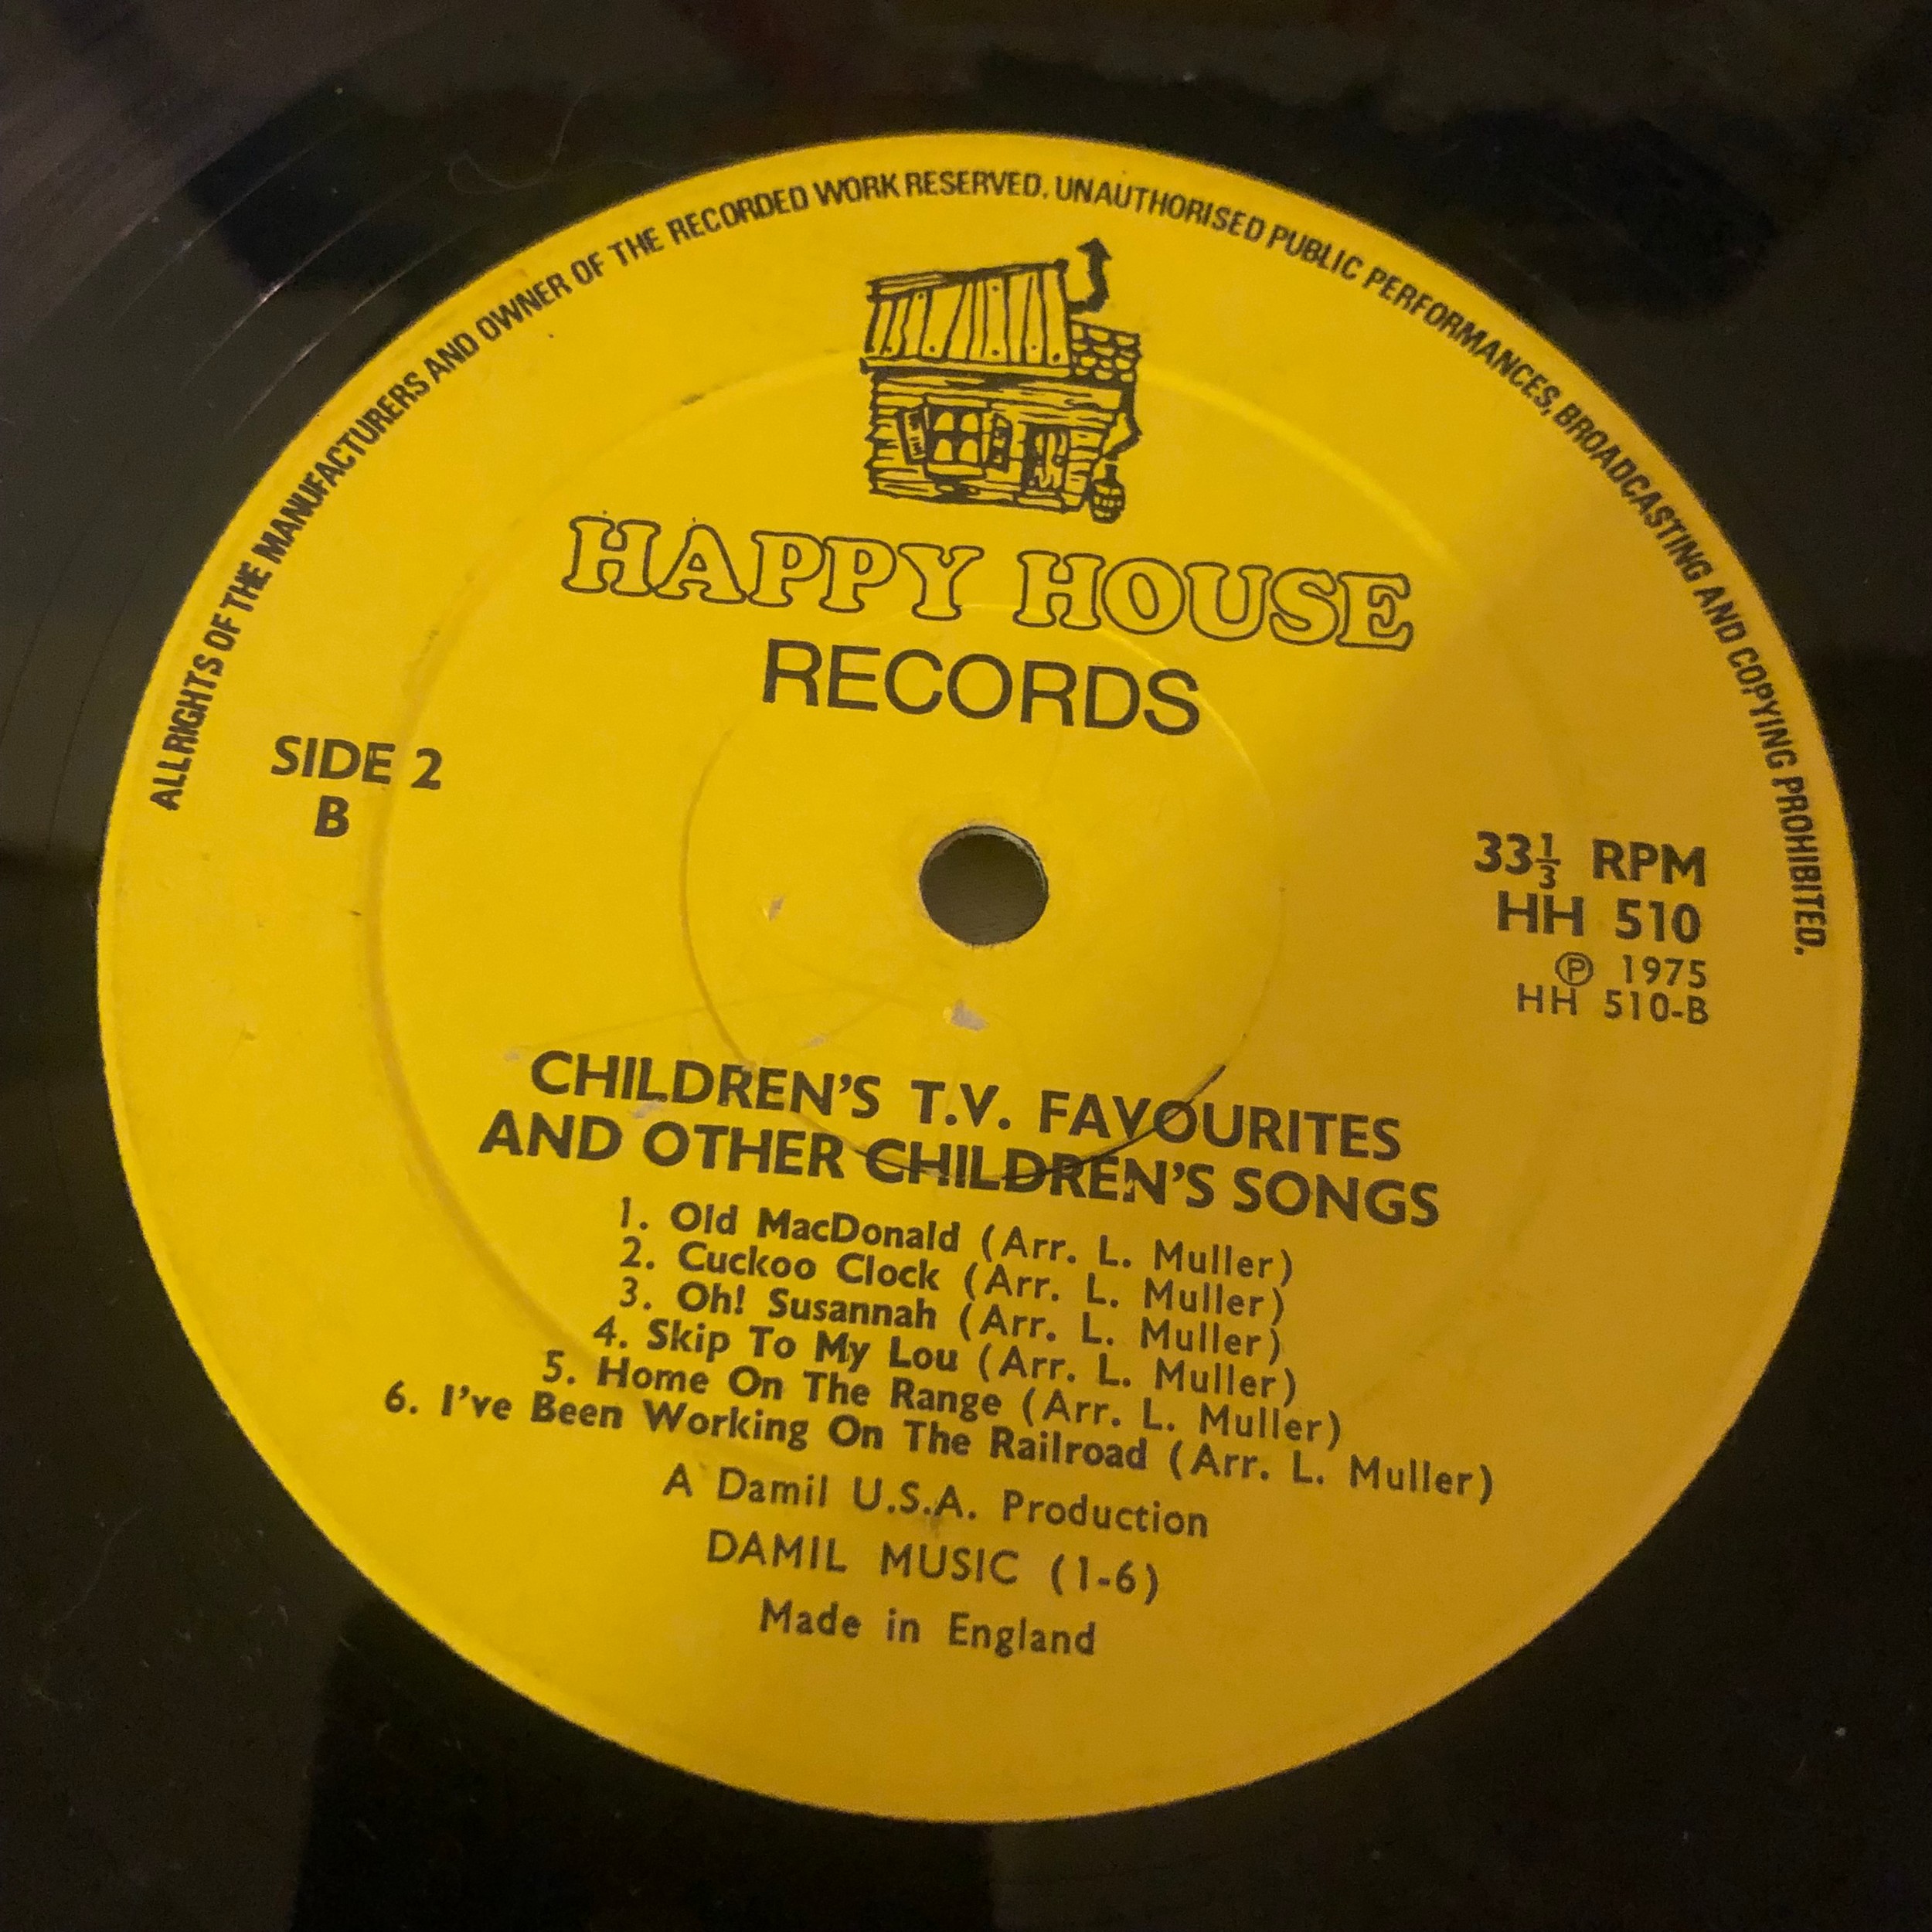 ALL RIGHTS OF THE MANUFACTURERS AND OWNER OF THE RECORDED WORK RESERVED. UNAUTHORISED PUBLIC PERFORMANCES, BROADCASTING AND COPYING PROHIBITED.
HAPPY HOUSE
RECORDS
SIDE 2
B
33⅓ RPM
HH 510
Ⓟ 1975
HH 510-B
CHILDREN'S T.V. FAVOURITES
AND OTHER CHILDREN'S SONGS
1. Old MacDonald (Arr. L. Muller)
2. Cuckoo Clock (Arr. L. Muller)
3. Oh! Susannah (Arr. L. Muller)
4. Skip To My Lou (Arr. L. Muller)
5. Home On The Range (Arr. L. Muller)
6. I've Been Working On The Railroad (Arr. L. Muller)
A Damil U.S.A. Production
DAMIL MUSIC (1-6)
Made in England